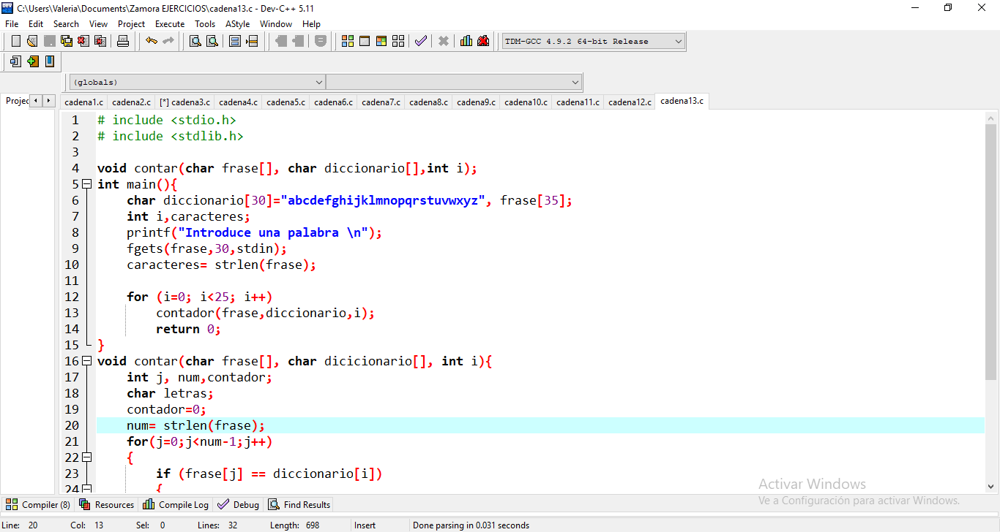 C:\Users\Valeria\Documents\Zamora EJERCICIOS\cadena13.c - Dev-C++ 5.11
File Edit Search View Project Execute Tools AStyle Window Help
TDM-GCC 4.9.2 64-bit Release
(globals)
Projec cadena1.c cadena2.c [*] cadena3.c cadena4.c cadena5.c cadena6.c cadena7.c cadena8.c cadena9.c cadena10.c cadena11.c cadena12.c cadena13.c
1 # include <stdio.h>
2 # include <stdlib.h>
3
4 void contar(char frase[], char diccionario[],int i);
5 int main(){
6 char diccionario[30]="abcdefghijklmnopqrstuvwxyz", frase[35];
7 int i,caracteres;
8 printf("Introduce una palabra \n");
9 fgets(frase,30,stdin);
10 caracteres= strlen(frase);
11
12 for (i=0; i<25; i++)
13 contador(frase,diccionario,i);
14 return 0;
15 }
16 void contar(char frase[], char dicicionario[], int i){
17 int j, num,contador;
18 char letras;
19 contador=0;
20 num= strlen(frase);
21 for(j=0;j<num-1;j++)
22 {
23 if (frase[j] == diccionario[i])
24 {
Activar Windows
Ve a Configuración para activar Windows.
Compiler (8) Resources Compile Log Debug Find Results
Line: 20 Col: 13 Sel: 0 Lines: 32 Length: 698 Insert Done parsing in 0.031 seconds